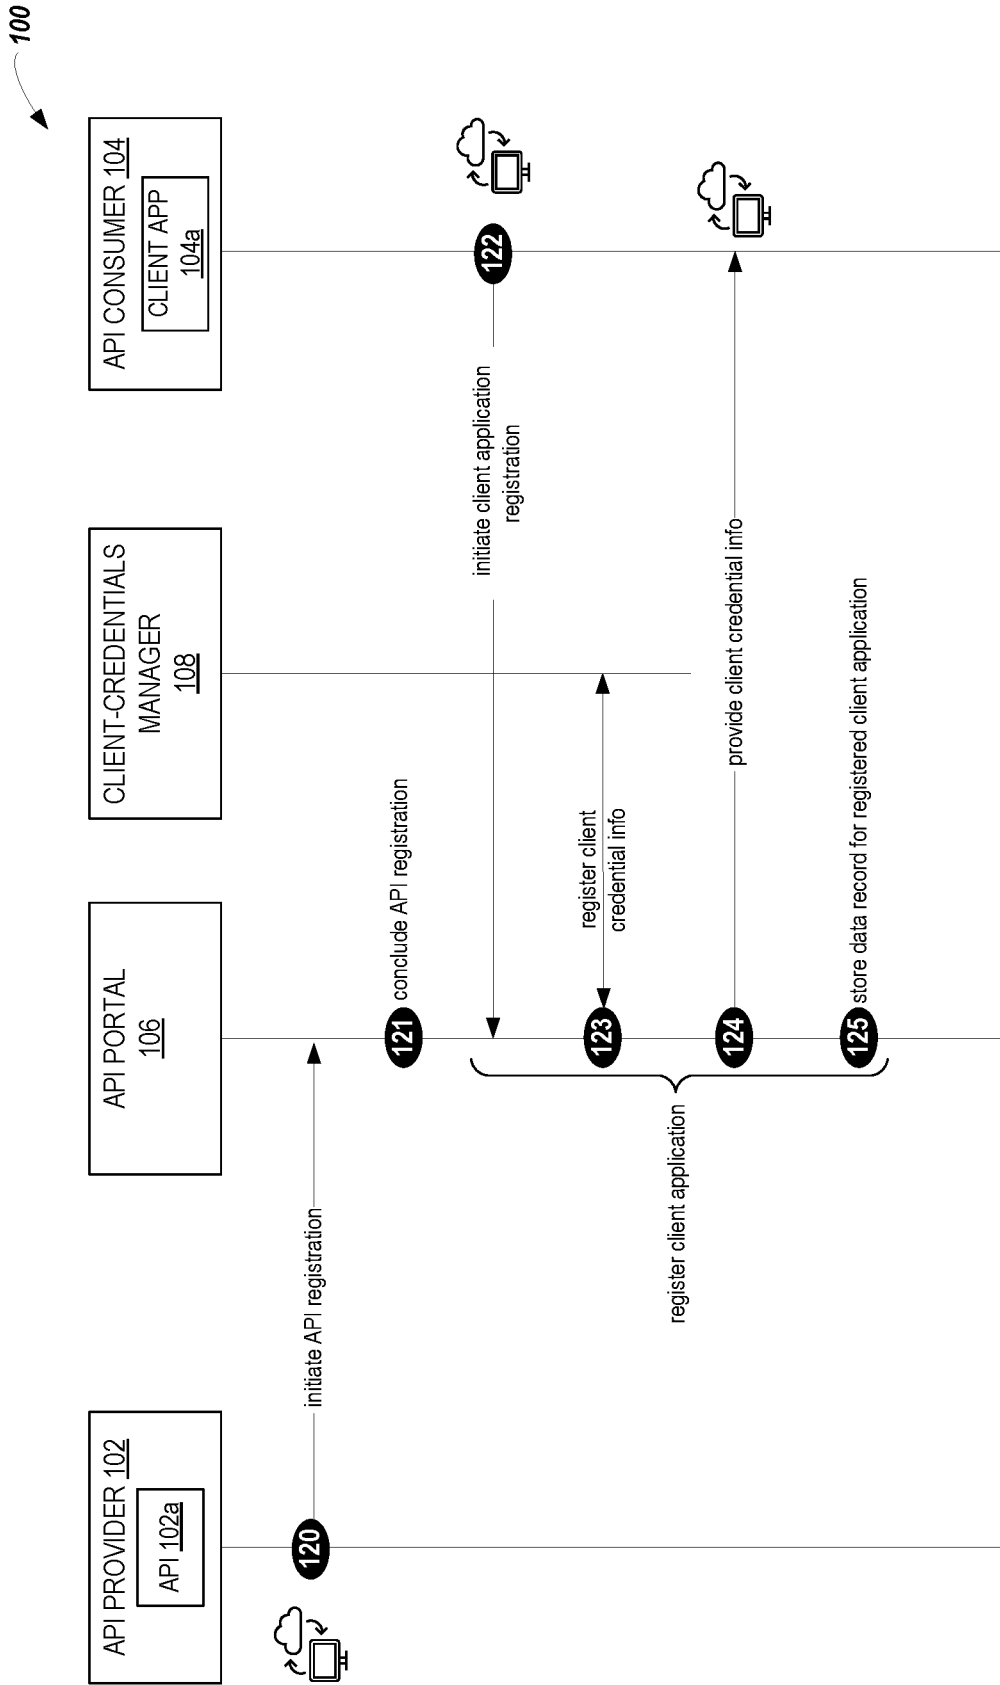 100
API PROVIDER 102
API 102a
API PORTAL
106
CLIENT-CREDENTIALS
MANAGER
108
API CONSUMER 104
CLIENT APP
104a
120
initiate API registration
121
conclude API registration
122
initiate client application
registration
123
register client
credential info
register client application
124
provide client credential info
125
store data record for registered client application